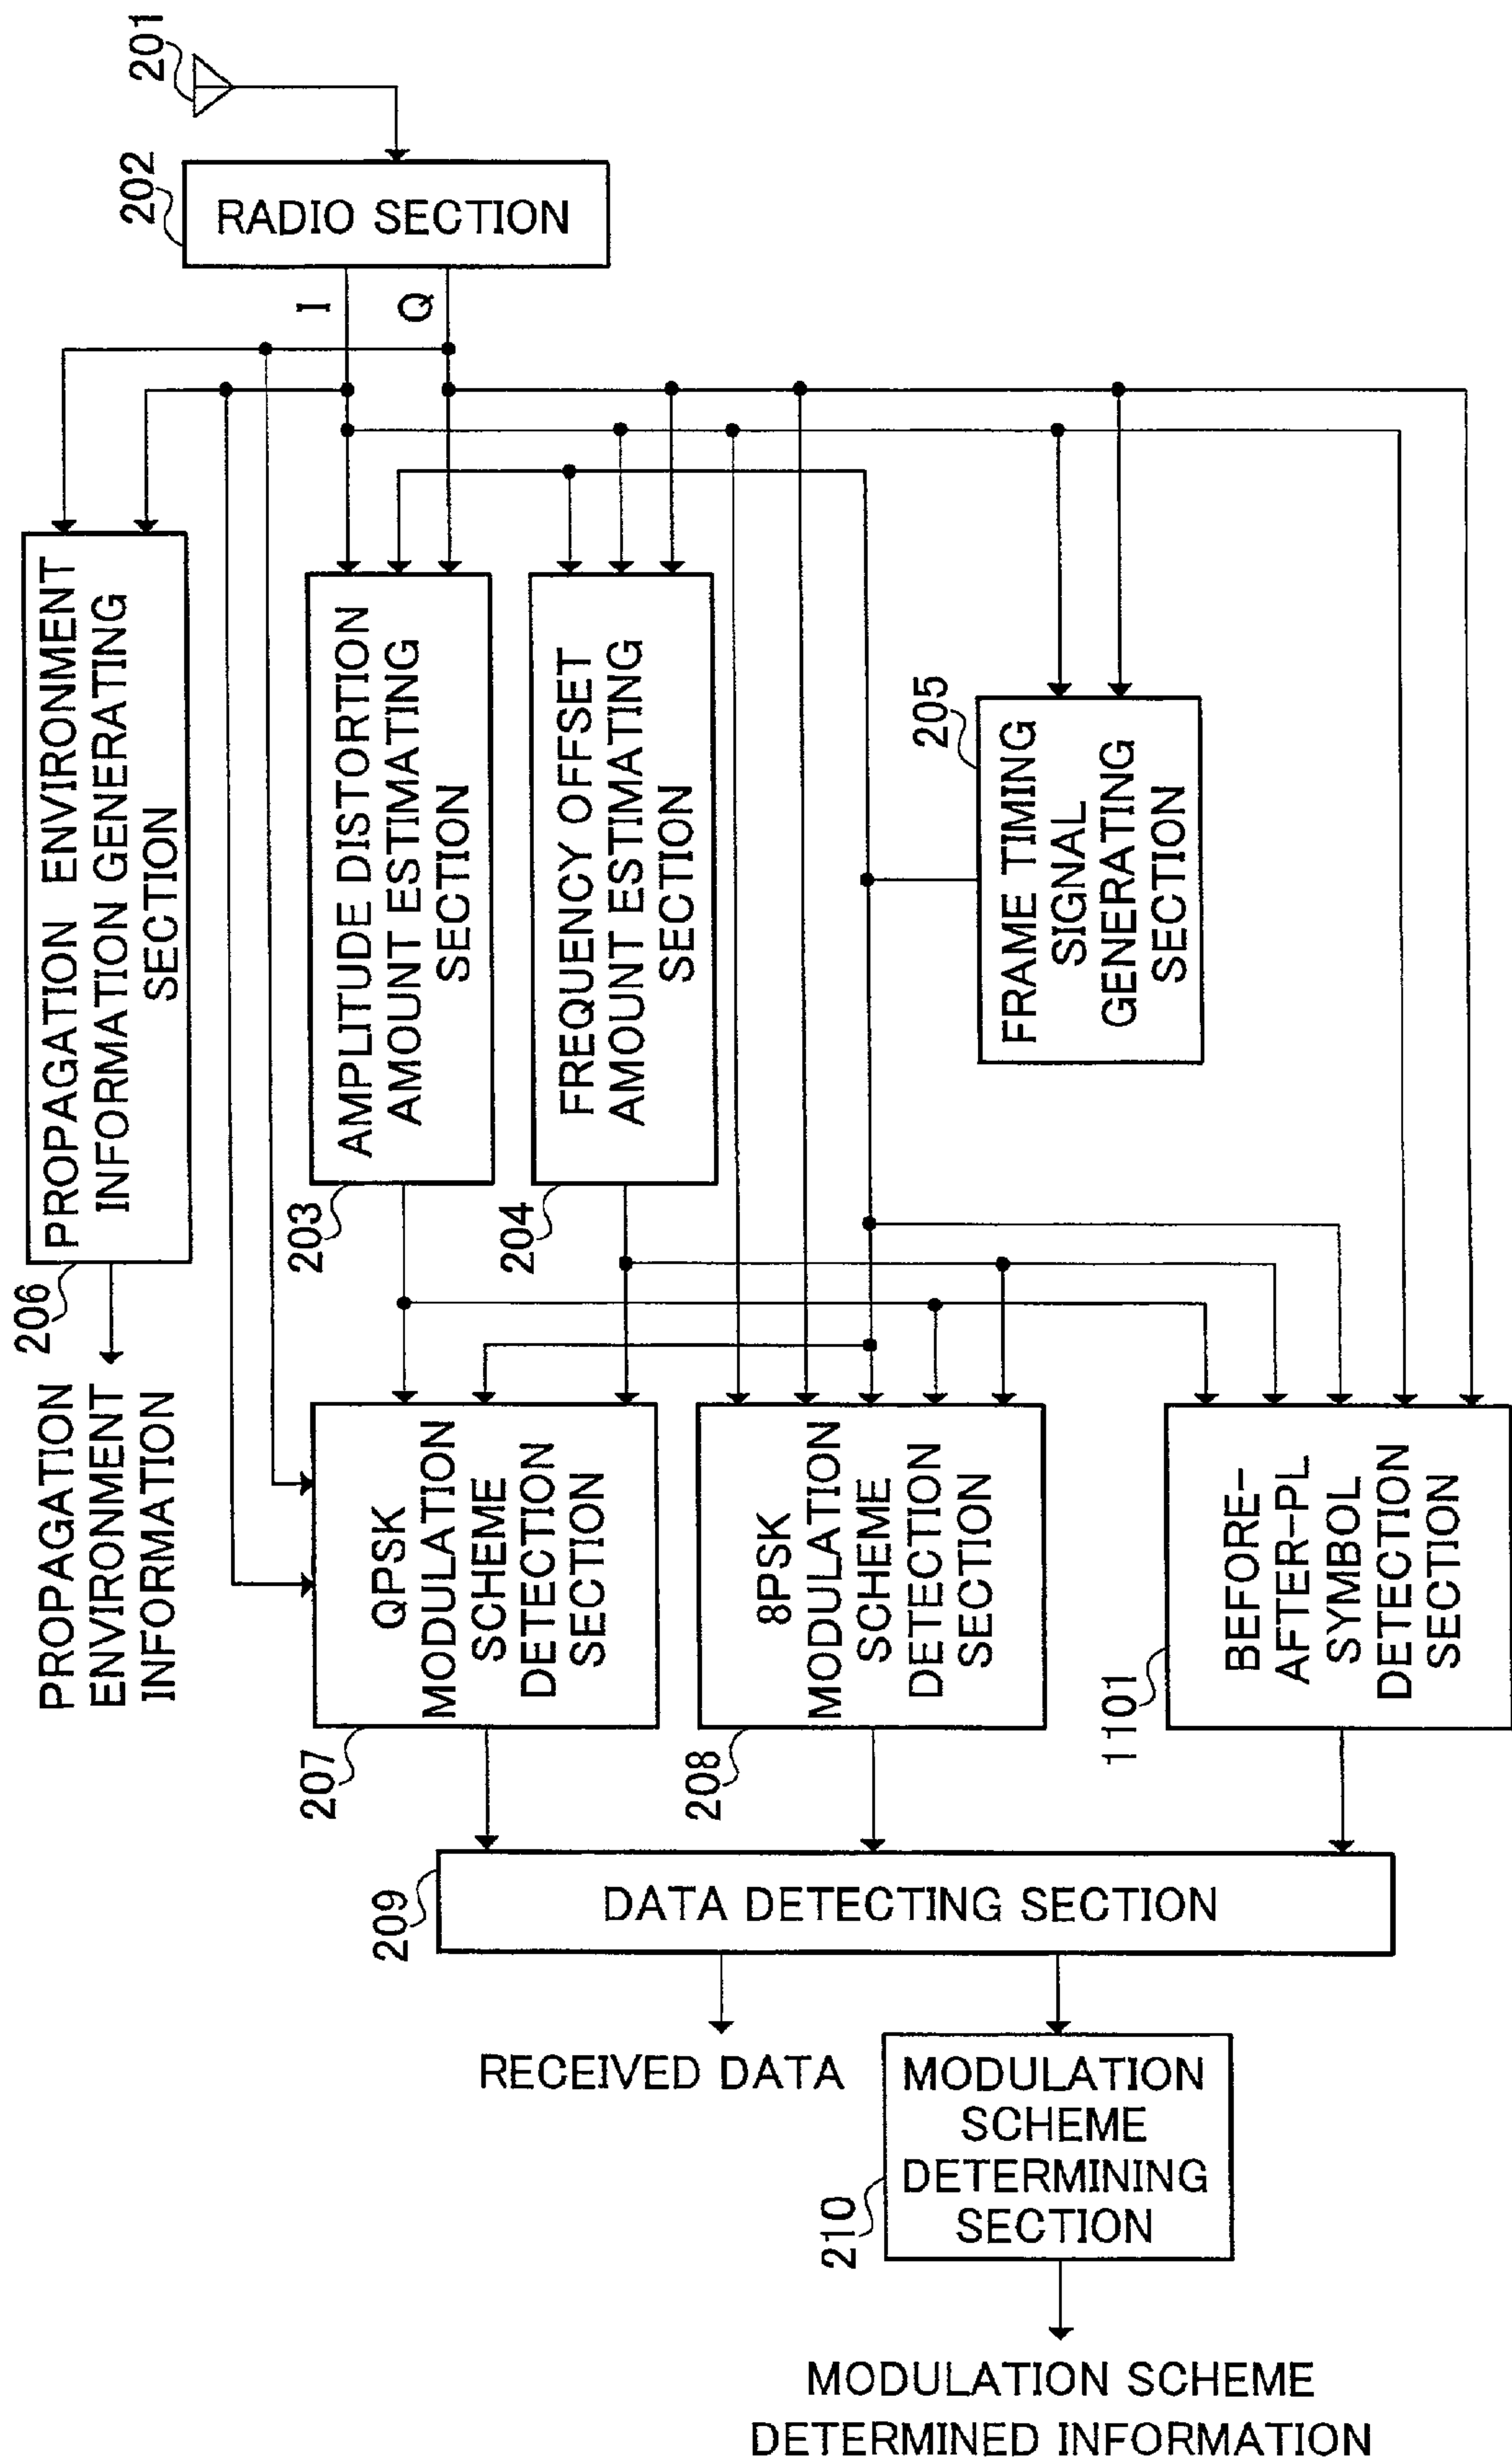 201
202
RADIO SECTION
I
Q
PROPAGATION ENVIRONMENT
INFORMATION GENERATING
SECTION
206
PROPAGATION
ENVIRONMENT
INFORMATION
AMPLITUDE DISTORTION
AMOUNT ESTIMATING
SECTION
203
FREQUENCY OFFSET
AMOUNT ESTIMATING
SECTION
204
205
FRAME TIMING
SIGNAL
GENERATING
SECTION
QPSK
MODULATION
SCHEME
DETECTION
SECTION
207
8PSK
MODULATION
SCHEME
DETECTION
SECTION
208
BEFORE-
AFTER-PL
SYMBOL
DETECTION
SECTION
1101
209
DATA DETECTING SECTION
RECEIVED DATA
MODULATION
SCHEME
DETERMINING
SECTION
210
MODULATION SCHEME
DETERMINED INFORMATION